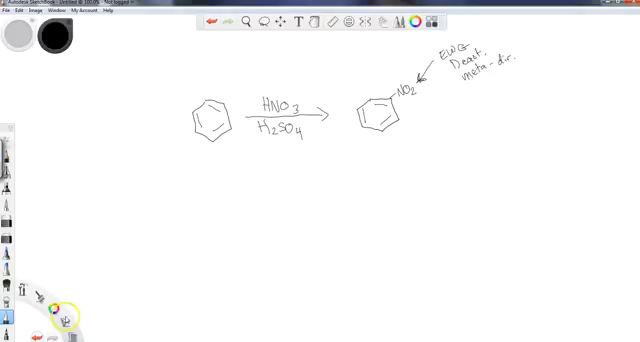 Autodesk SketchBook @ 100.0% - Not logged in
File Edit Image Window My Account Help
HNO3
H2SO4
NO2
EWG
Deact.
meta-dir.